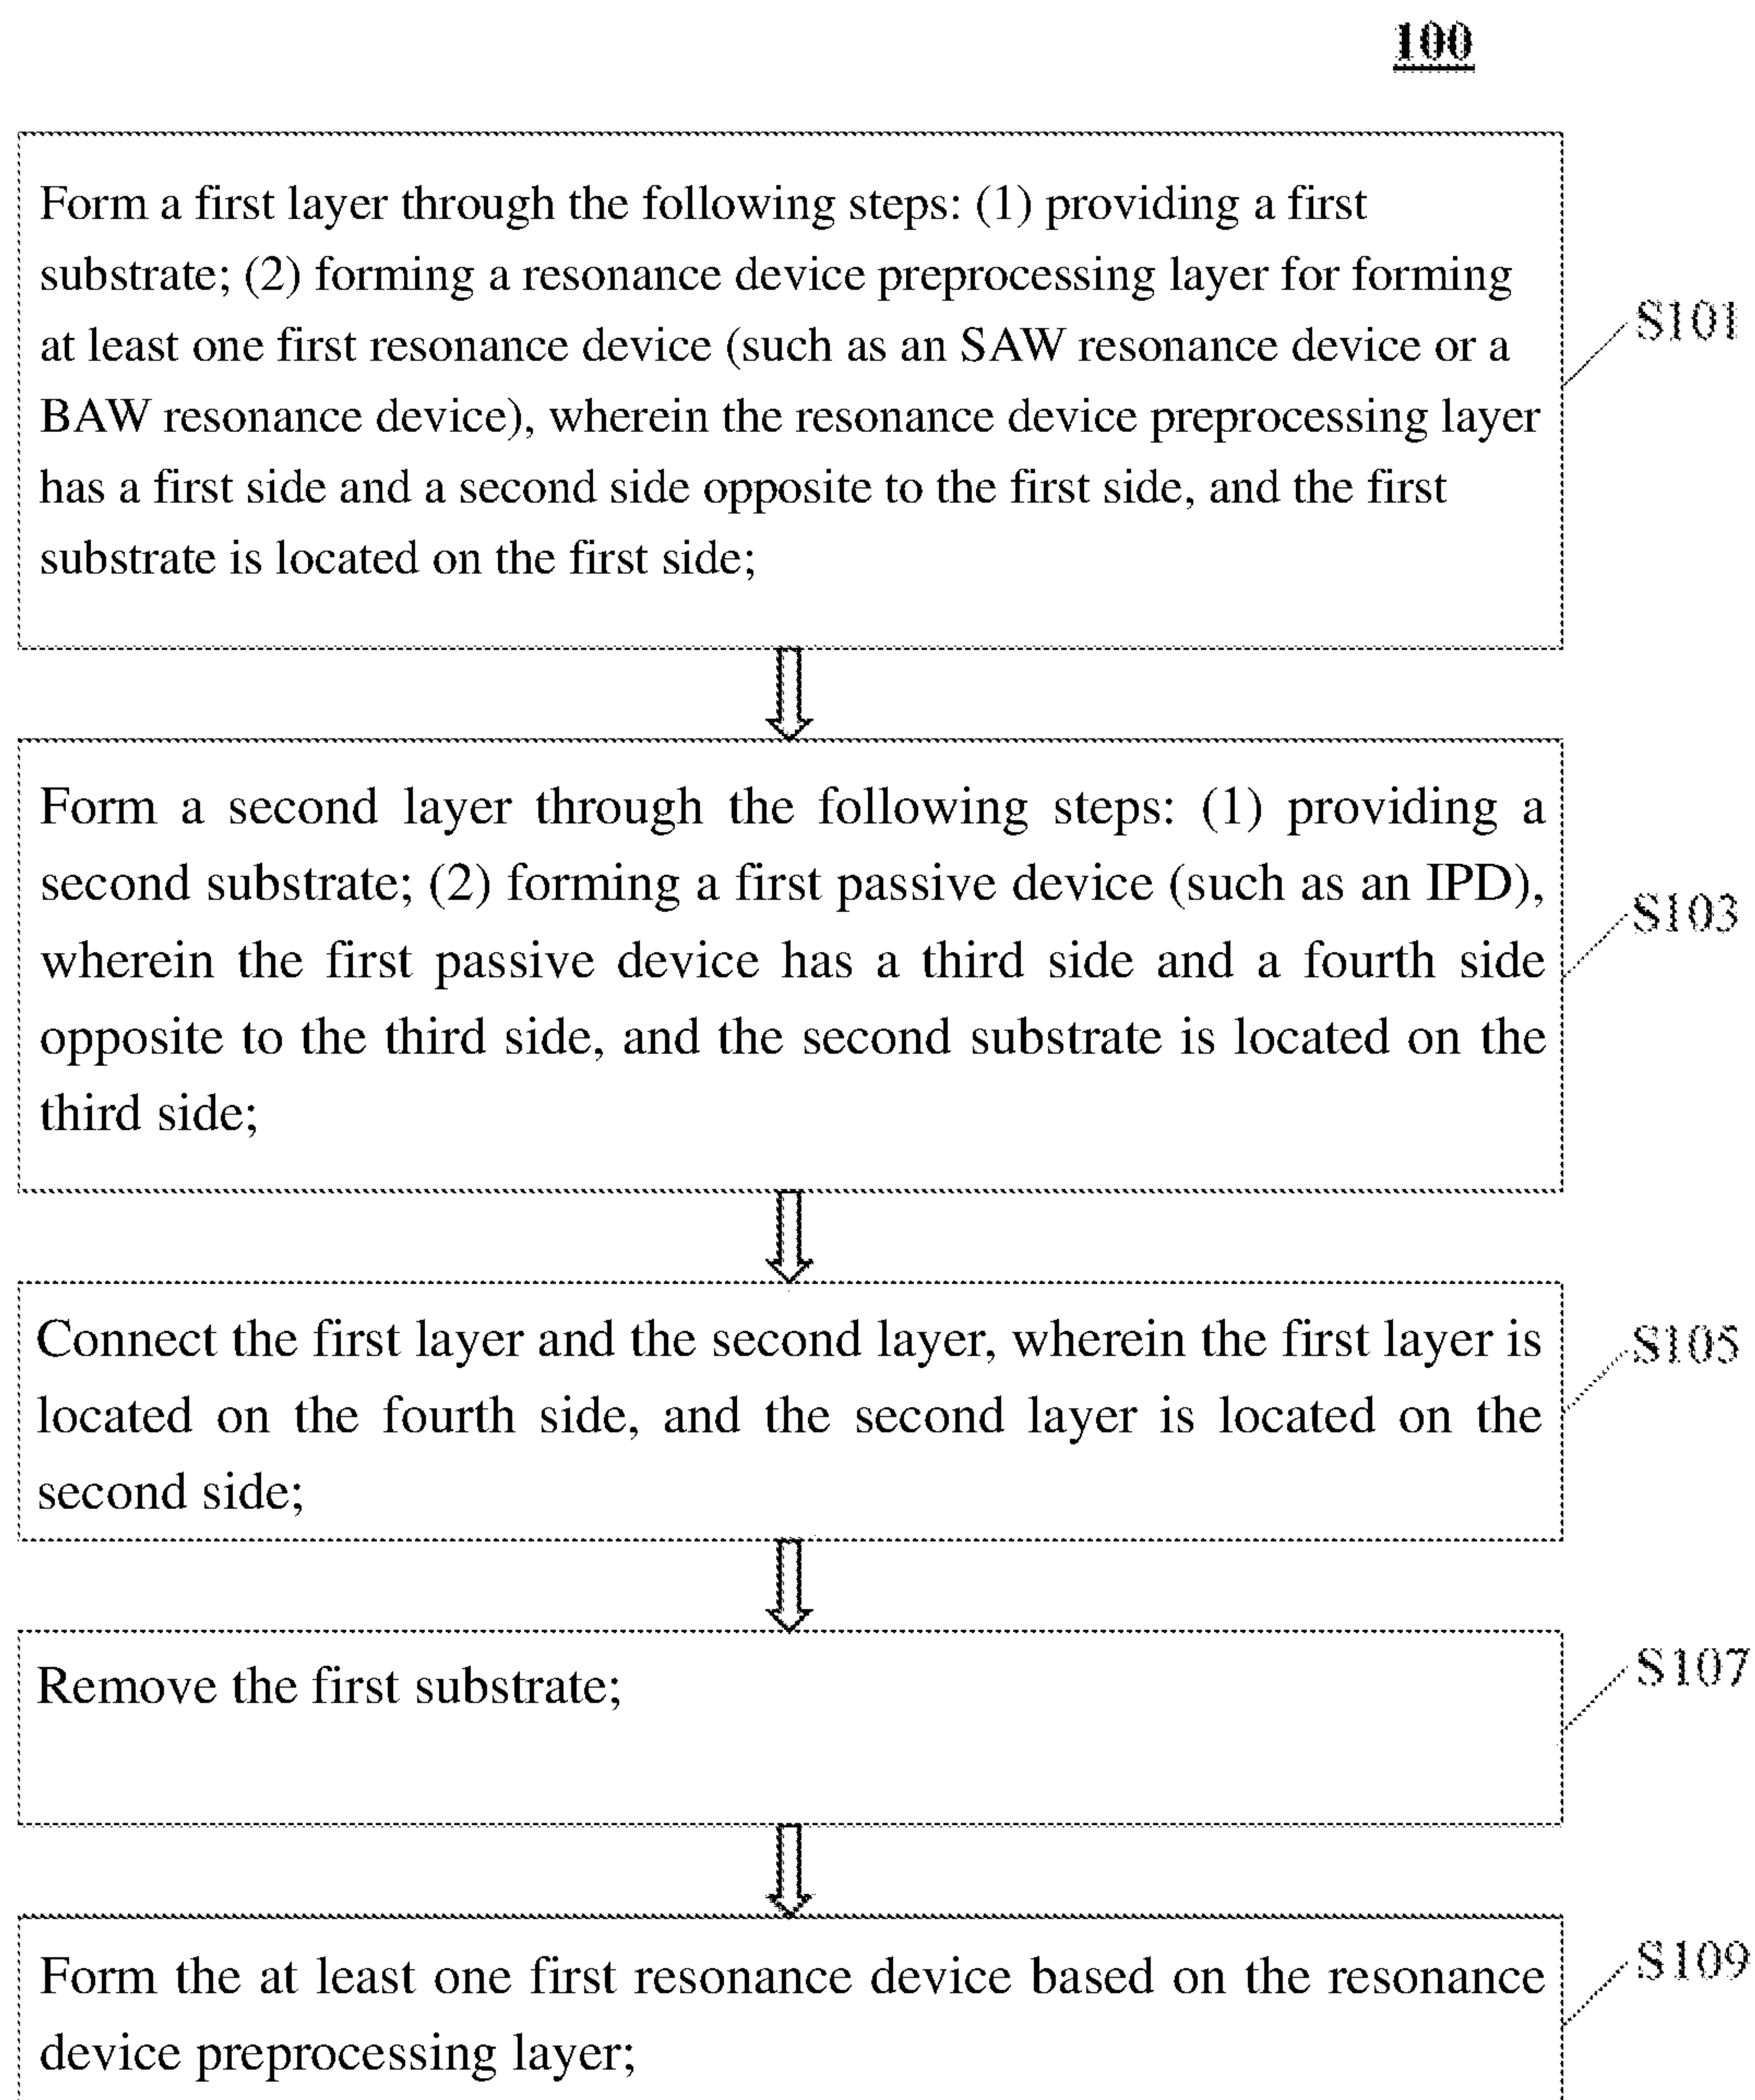 100
Form a first layer through the following steps: (1) providing a first
substrate; (2) forming a resonance device preprocessing layer for forming
at least one first resonance device (such as an SAW resonance device or a
BAW resonance device), wherein the resonance device preprocessing layer
has a first side and a second side opposite to the first side, and the first
substrate is located on the first side;
S101
Form a second layer through the following steps: (1) providing a
second substrate; (2) forming a first passive device (such as an IPD),
wherein the first passive device has a third side and a fourth side
opposite to the third side, and the second substrate is located on the
third side;
S103
Connect the first layer and the second layer, wherein the first layer is
located on the fourth side, and the second layer is located on the
second side;
S105
Remove the first substrate;
S107
Form the at least one first resonance device based on the resonance
device preprocessing layer;
S109